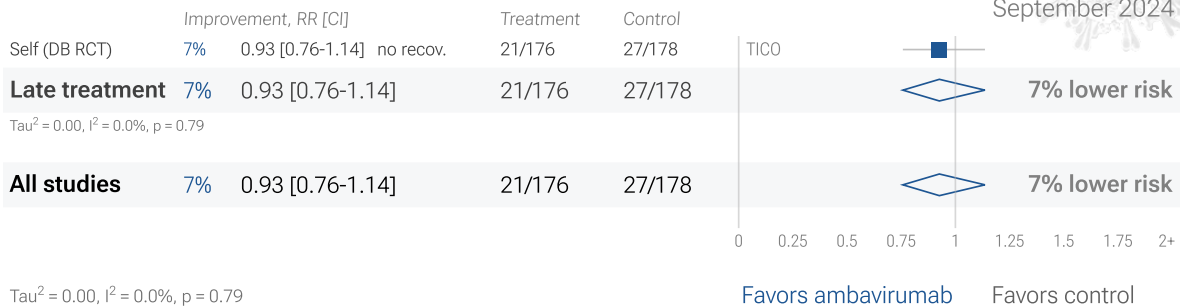 September 2024
Improvement, RR [CI] Treatment Control
Self (DB RCT) 7% 0.93 [0.76-1.14] no recov. 21/176 27/178 TICO
Late treatment 7% 0.93 [0.76-1.14] 21/176 27/178 7% lower risk
Tau² = 0.00, I² = 0.0%, p = 0.79
All studies 7% 0.93 [0.76-1.14] 21/176 27/178 7% lower risk
0 0.25 0.5 0.75 1 1.25 1.5 1.75 2+
Tau² = 0.00, I² = 0.0%, p = 0.79 Favors ambavirumab Favors control